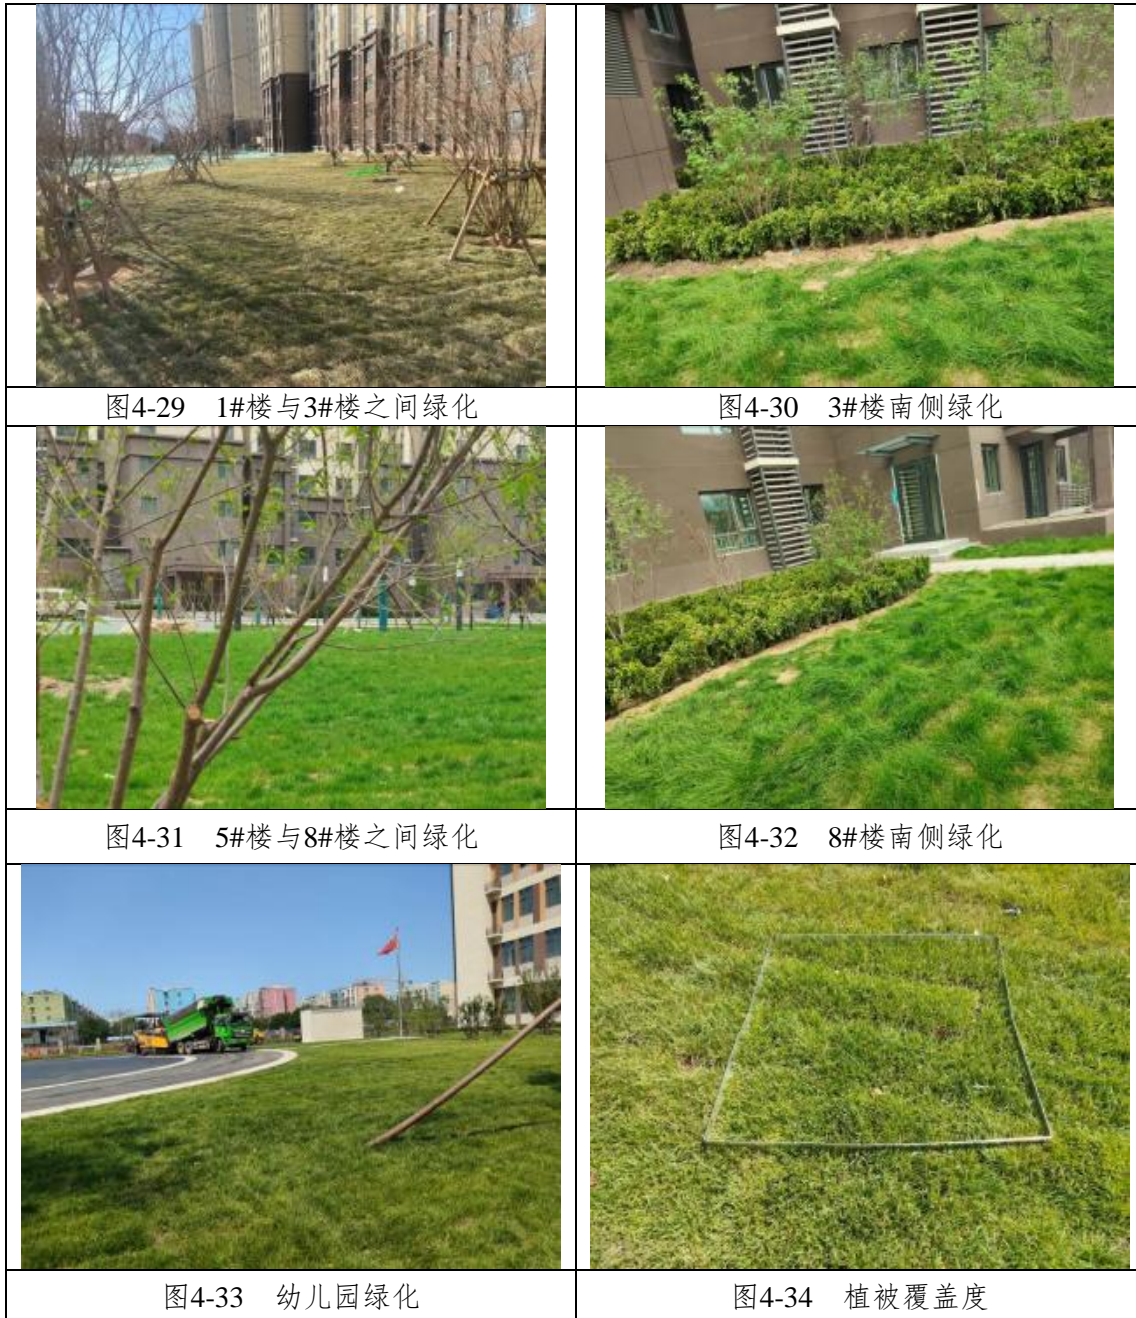 图4-29 1#楼与3#楼之间绿化
图4-30 3#楼南侧绿化
图4-31 5#楼与8#楼之间绿化
图4-32 8#楼南侧绿化
图4-33 幼儿园绿化
图4-34 植被覆盖度